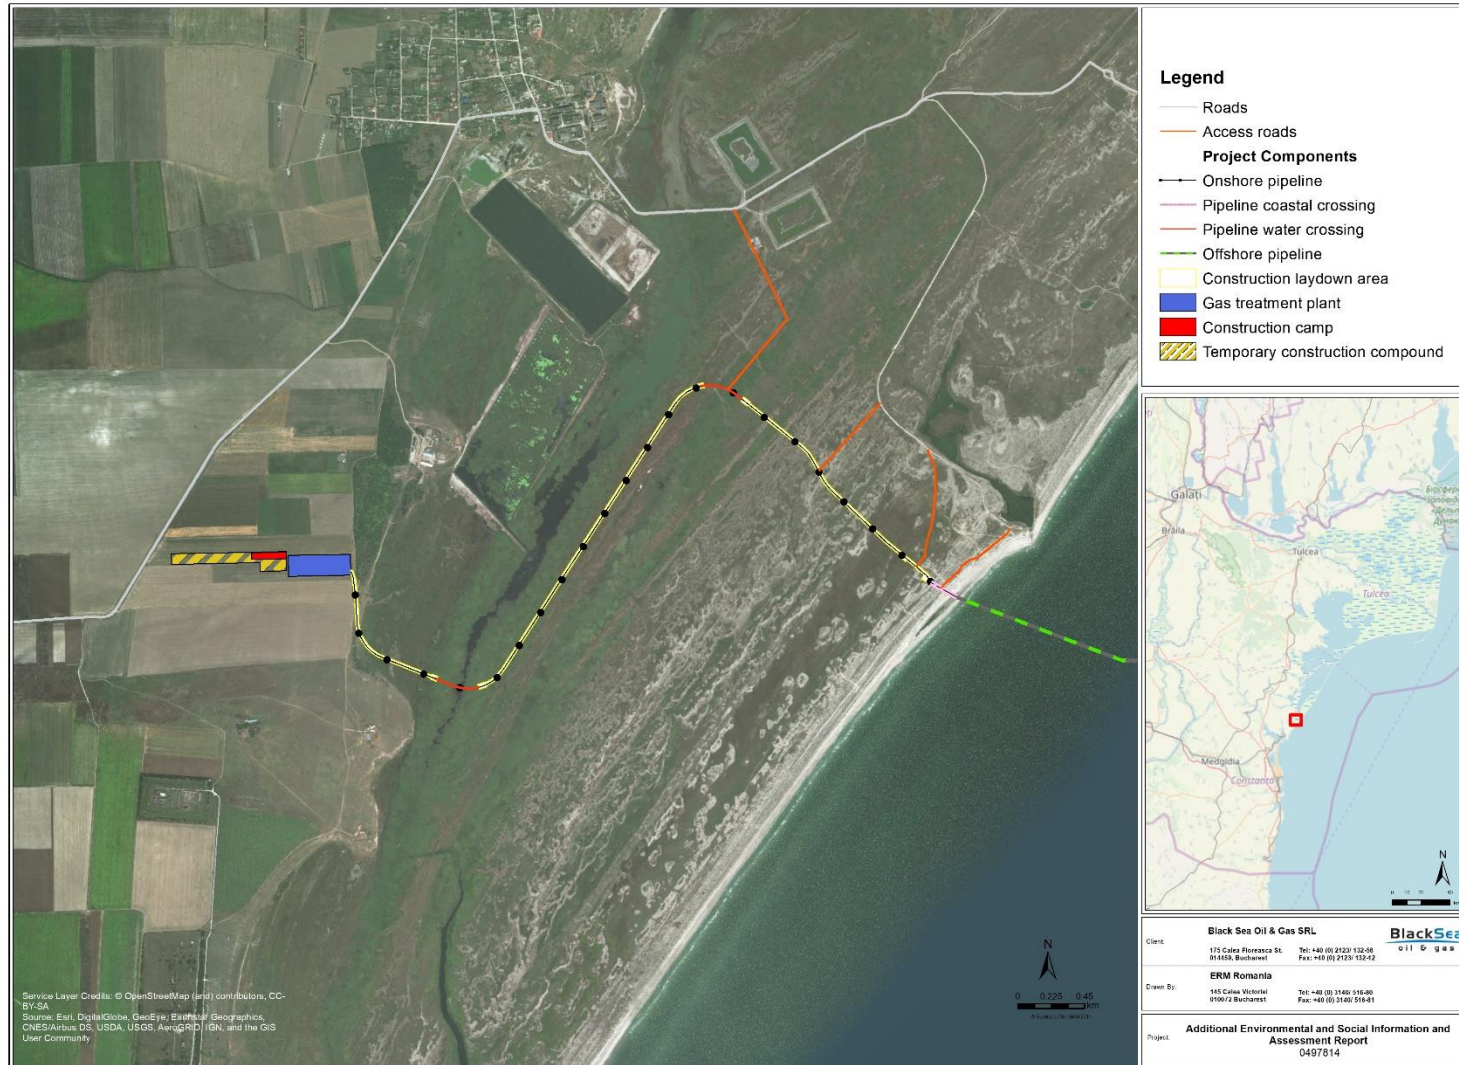 Legend
Roads
Access roads
Project Components
Onshore pipeline
Pipeline coastal crossing
Pipeline water crossing
Offshore pipeline
Construction laydown area
Gas treatment plant
Construction camp
Temporary construction compound
Galați
Brăila
Tulcea
Tulcea
Medgidia
Constanța
N
km
N
0 0.225 0.45
km
Service Layer Credits: © OpenStreetMap (and) contributors, CC-
BY-SA
Source: Esri, DigitalGlobe, GeoEye, Earthstar Geographics,
CNES/Airbus DS, USDA, USGS, AeroGRID, IGN, and the GIS
User Community
Client:
Black Sea Oil & Gas SRL
175 Calea Floreasca St.
014459, Bucharest
Tel: +40 (0) 2123/ 132-56
Fax: +40 (0) 2123/ 132-12
BlackSea
oil & gas
Drawn By:
ERM Romania
145 Calea Victoriei
010072 Bucharest
Tel: +40 (0) 3140/ 516-80
Fax: +40 (0) 3140/ 516-81
Project:
Additional Environmental and Social Information and
Assessment Report
0497814